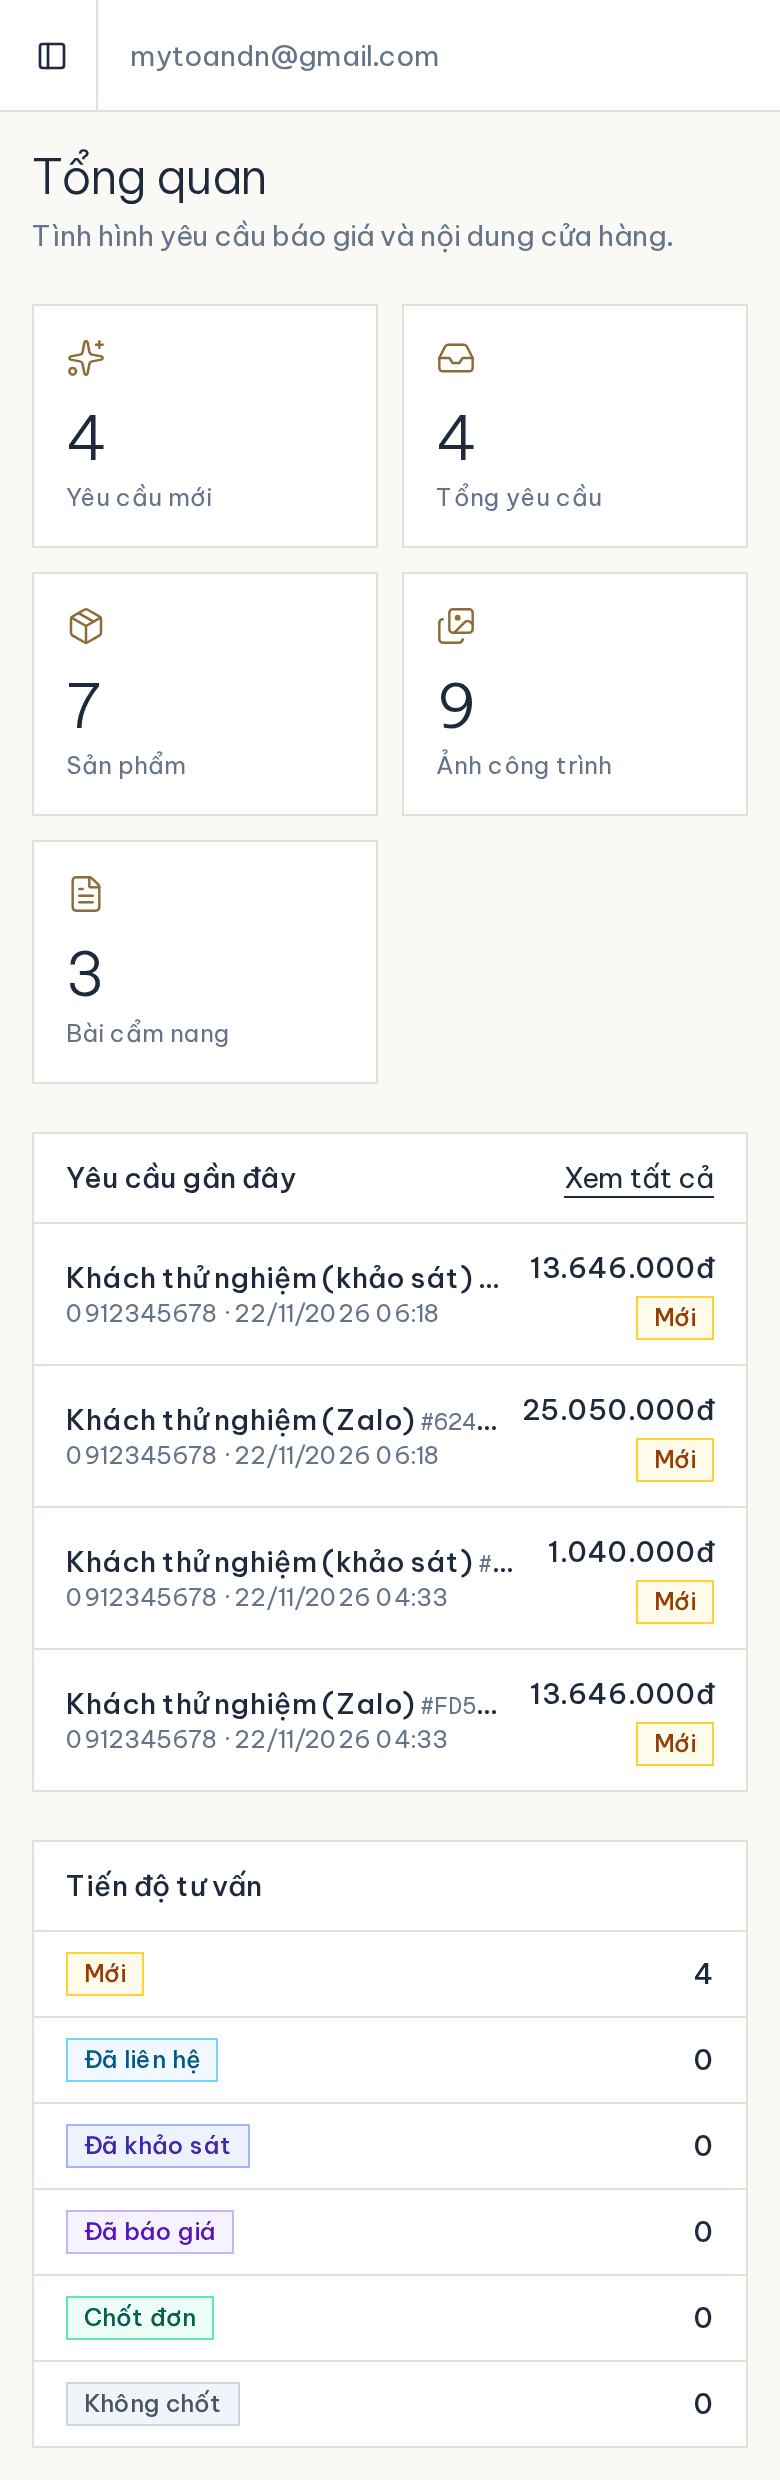 mytoandn@gmail.com
Tổng quan
Tình hình yêu cầu báo giá và nội dung cửa hàng.
4
Yêu cầu mới
4
Tổng yêu cầu
7
Sản phẩm
9
Ảnh công trình
3
Bài cẩm nang
Yêu cầu gần đây
Xem tất cả
Khách thử nghiệm (khảo sát) ...
13.646.000đ
0912345678 · 22/11/2026 06:18
Mới
Khách thử nghiệm (Zalo) #624...
25.050.000đ
0912345678 · 22/11/2026 06:18
Mới
Khách thử nghiệm (khảo sát) #...
1.040.000đ
0912345678 · 22/11/2026 04:33
Mới
Khách thử nghiệm (Zalo) #FD5...
13.646.000đ
0912345678 · 22/11/2026 04:33
Mới
Tiến độ tư vấn
Mới 4
Đã liên hệ 0
Đã khảo sát 0
Đã báo giá 0
Chốt đơn 0
Không chốt 0